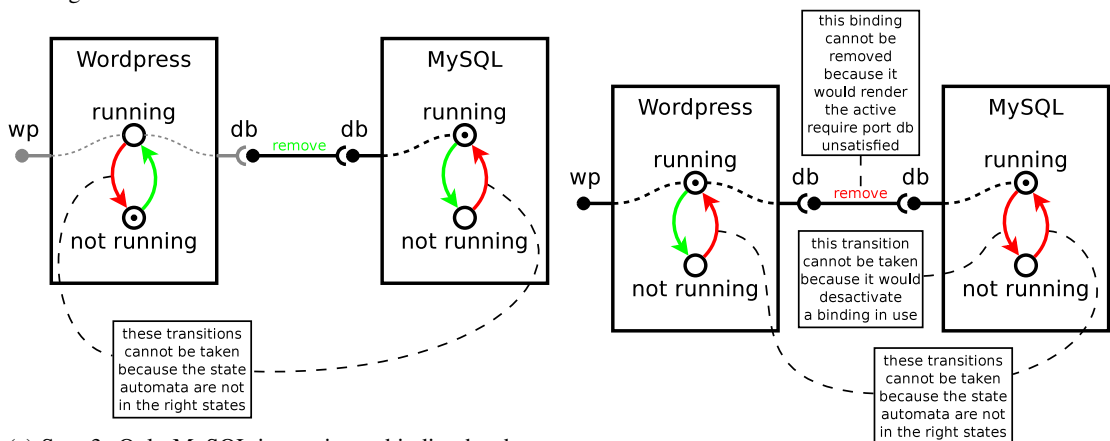 Wordpress
MySQL
running
running
wp
db
db
remove
not running
not running
these transitions
cannot be taken
because the state
automata are not
in the right states
this binding
cannot be
removed
because it
would render
the active
require port db
unsatisfied
Wordpress
MySQL
running
running
wp
db
db
remove
not running
not running
this transition
cannot be taken
because it would
desactivate
a binding in use
these transitions
cannot be taken
because the state
automata are not
in the right states